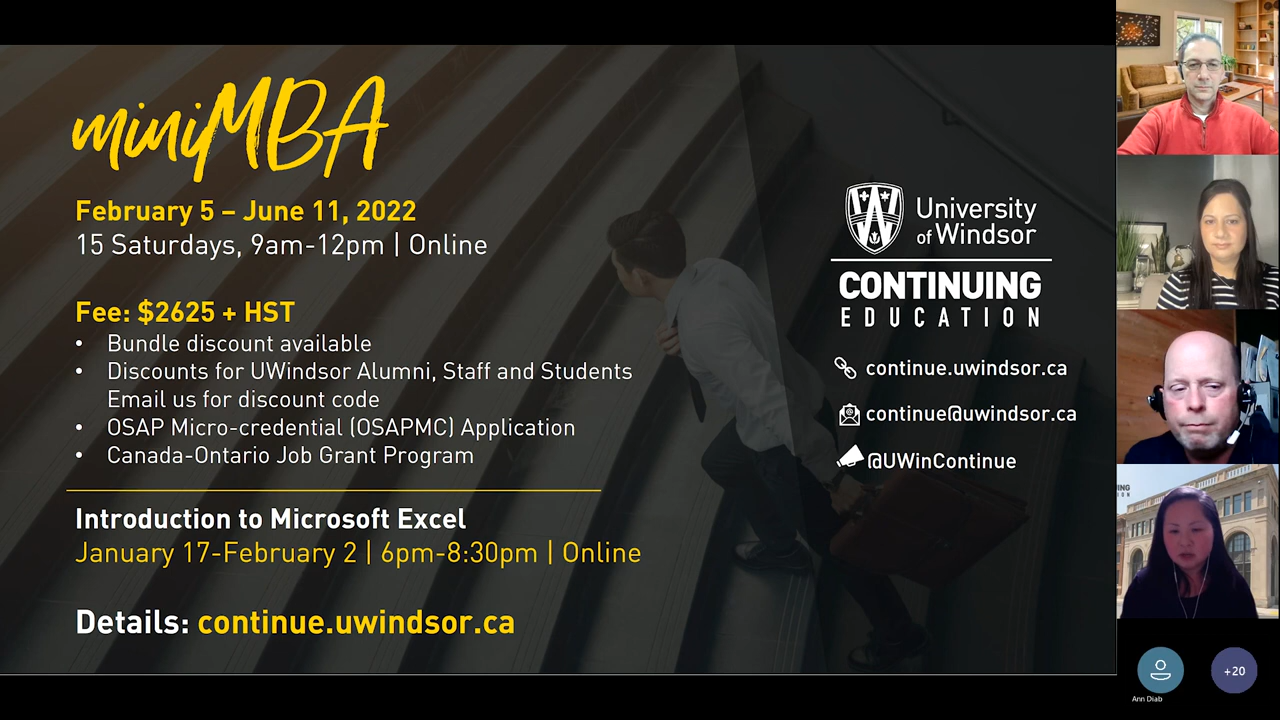 miniMBA
February 5 – June 11, 2022
15 Saturdays, 9am-12pm | Online
Fee: $2625 + HST
• Bundle discount available
• Discounts for UWindsor Alumni, Staff and Students
Email us for discount code
• OSAP Micro-credential (OSAPMC) Application
• Canada-Ontario Job Grant Program
Introduction to Microsoft Excel
January 17-February 2 | 6pm-8:30pm | Online
Details: continue.uwindsor.ca
University
of Windsor
CONTINUING
EDUCATION
continue.uwindsor.ca
continue@uwindsor.ca
@UWinContinue
Ann Diab
+20